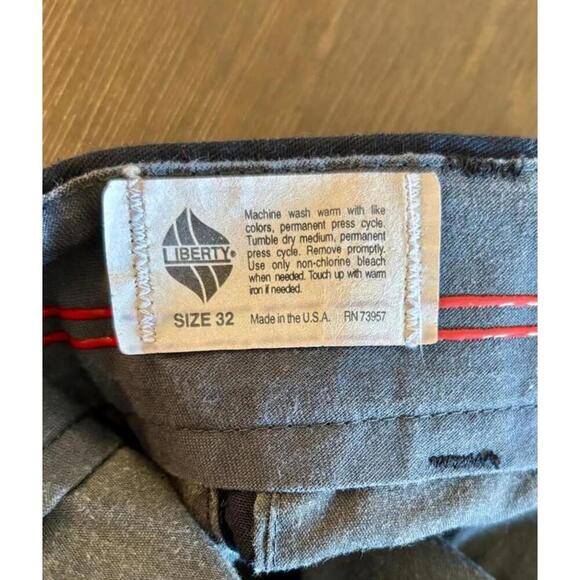 LIBERTY®
Machine wash warm with like
colors, permanent press cycle.
Tumble dry medium, permanent
press cycle. Remove promptly.
Use only non-chlorine bleach
when needed. Touch up with warm
iron if needed.
SIZE 32 Made in the U.S.A. RN 73957